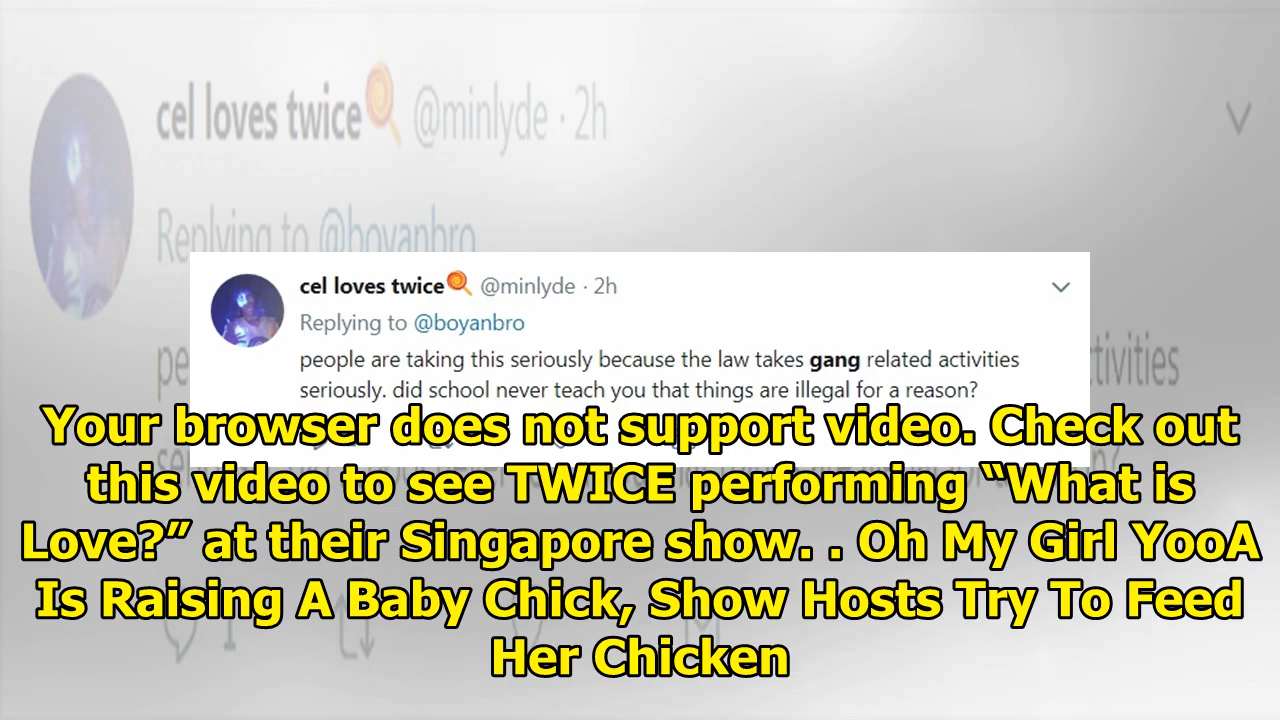 cel loves twice🍭 @minlyde · 2h
Replying to @boyanbro
cel loves twice🍭 @minlyde · 2h
Replying to @boyanbro
people are taking this seriously because the law takes gang related activities
seriously. did school never teach you that things are illegal for a reason?
Your browser does not support video. Check out
this video to see TWICE performing “What is
Love?” at their Singapore show. . Oh My Girl YooA
Is Raising A Baby Chick, Show Hosts Try To Feed
Her Chicken